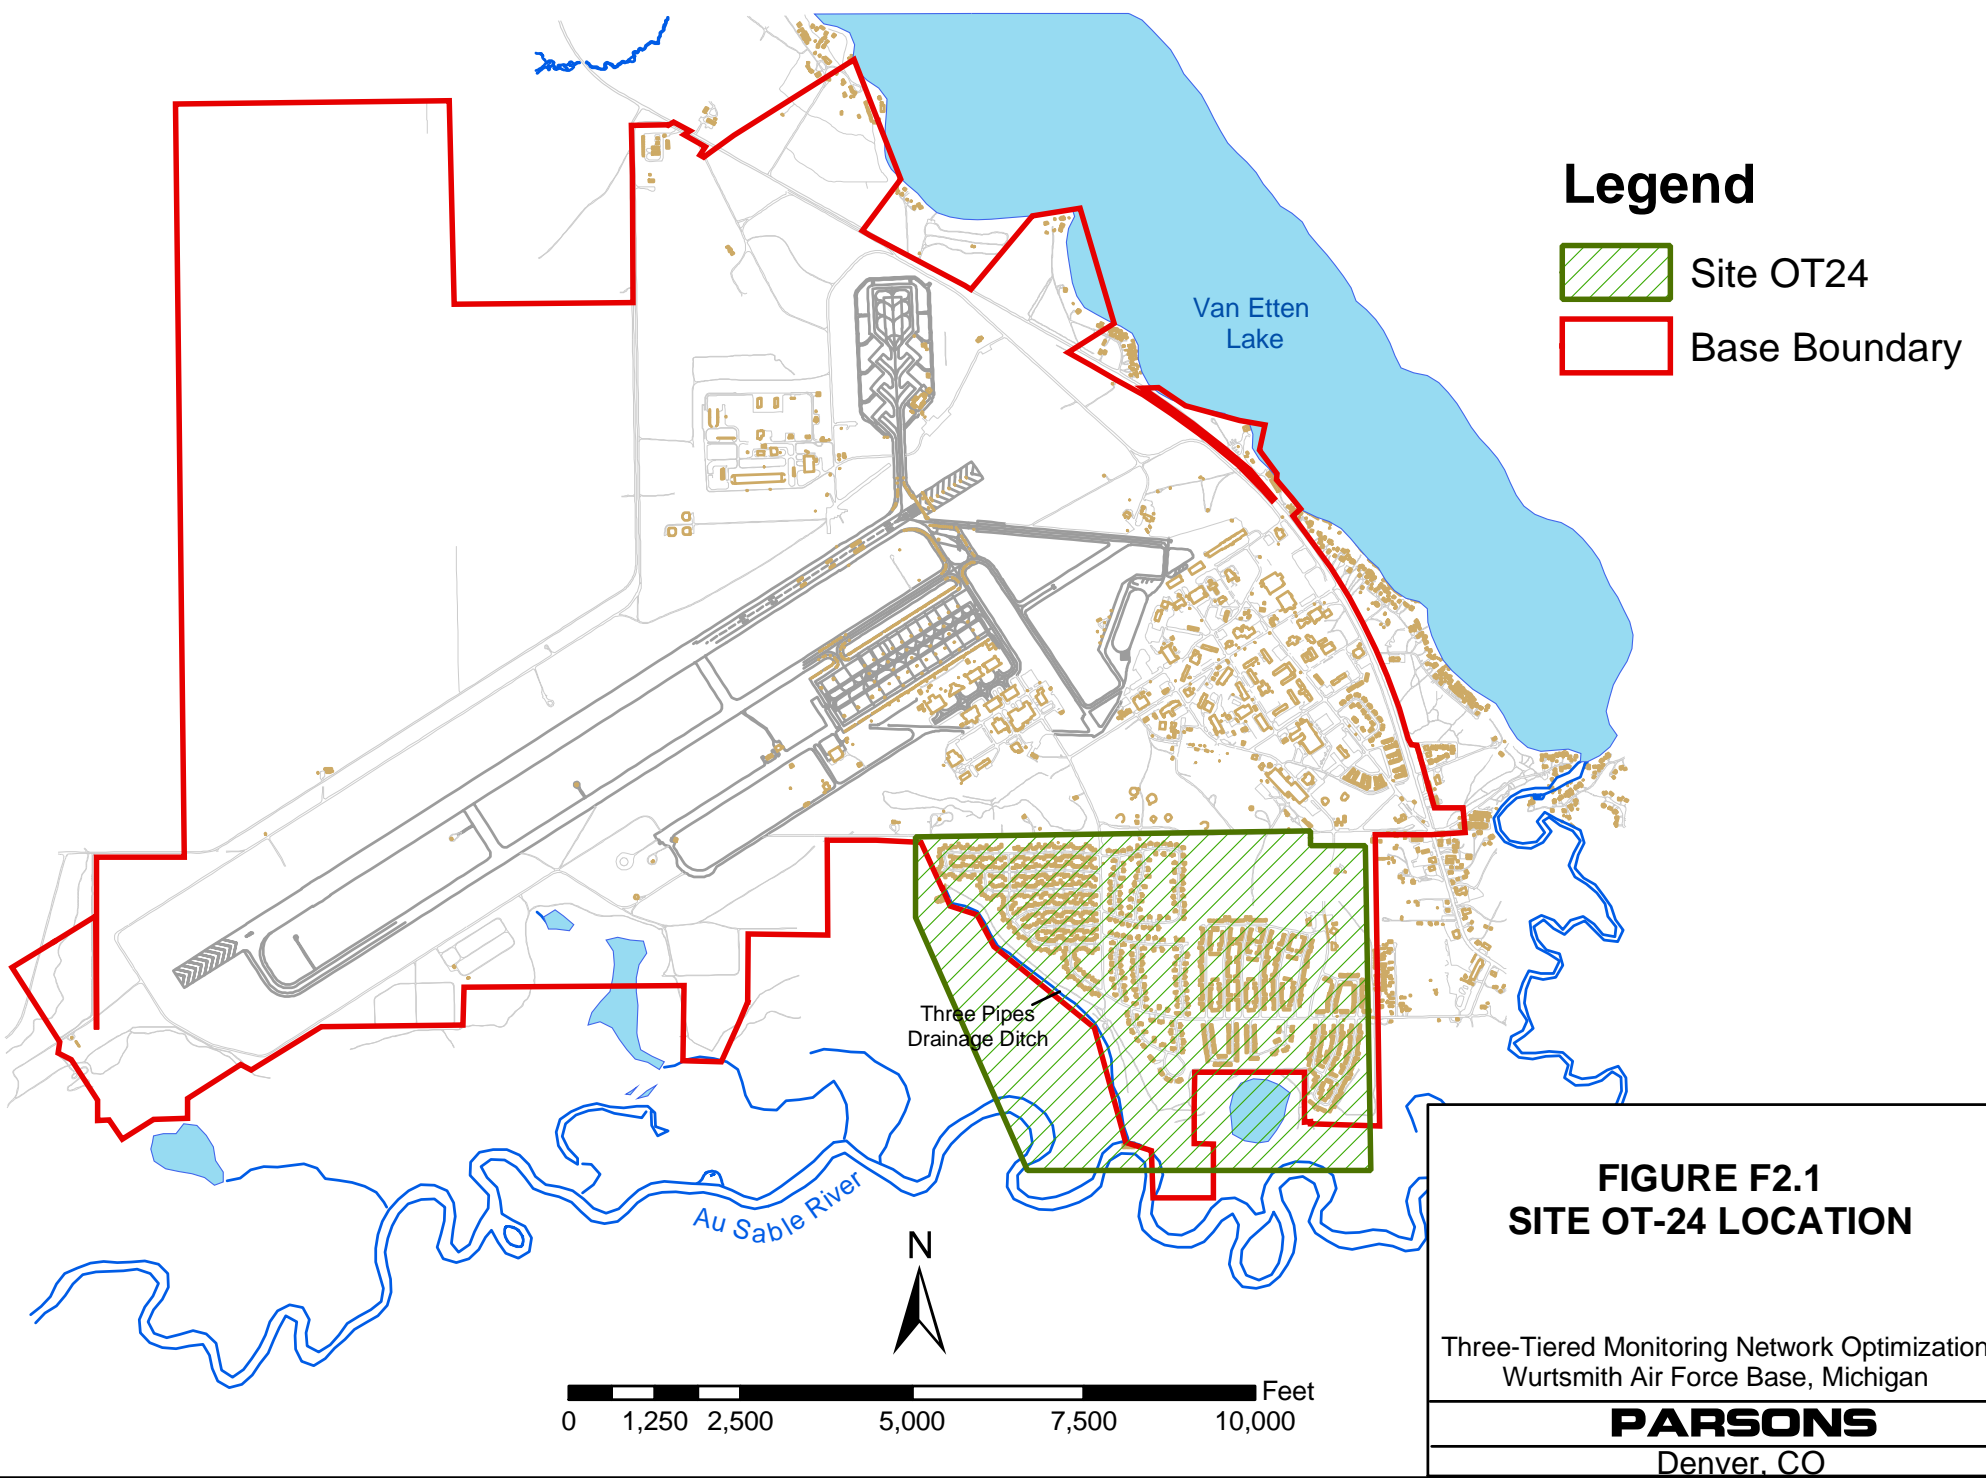 Legend
Site OT24
Base Boundary
Van Etten
Lake
Three Pipes
Drainage Ditch
Au Sable River
N
Feet
0 1,250 2,500 5,000 7,500 10,000
FIGURE F2.1
SITE OT-24 LOCATION
Three-Tiered Monitoring Network Optimization
Wurtsmith Air Force Base, Michigan
PARSONS
Denver, CO